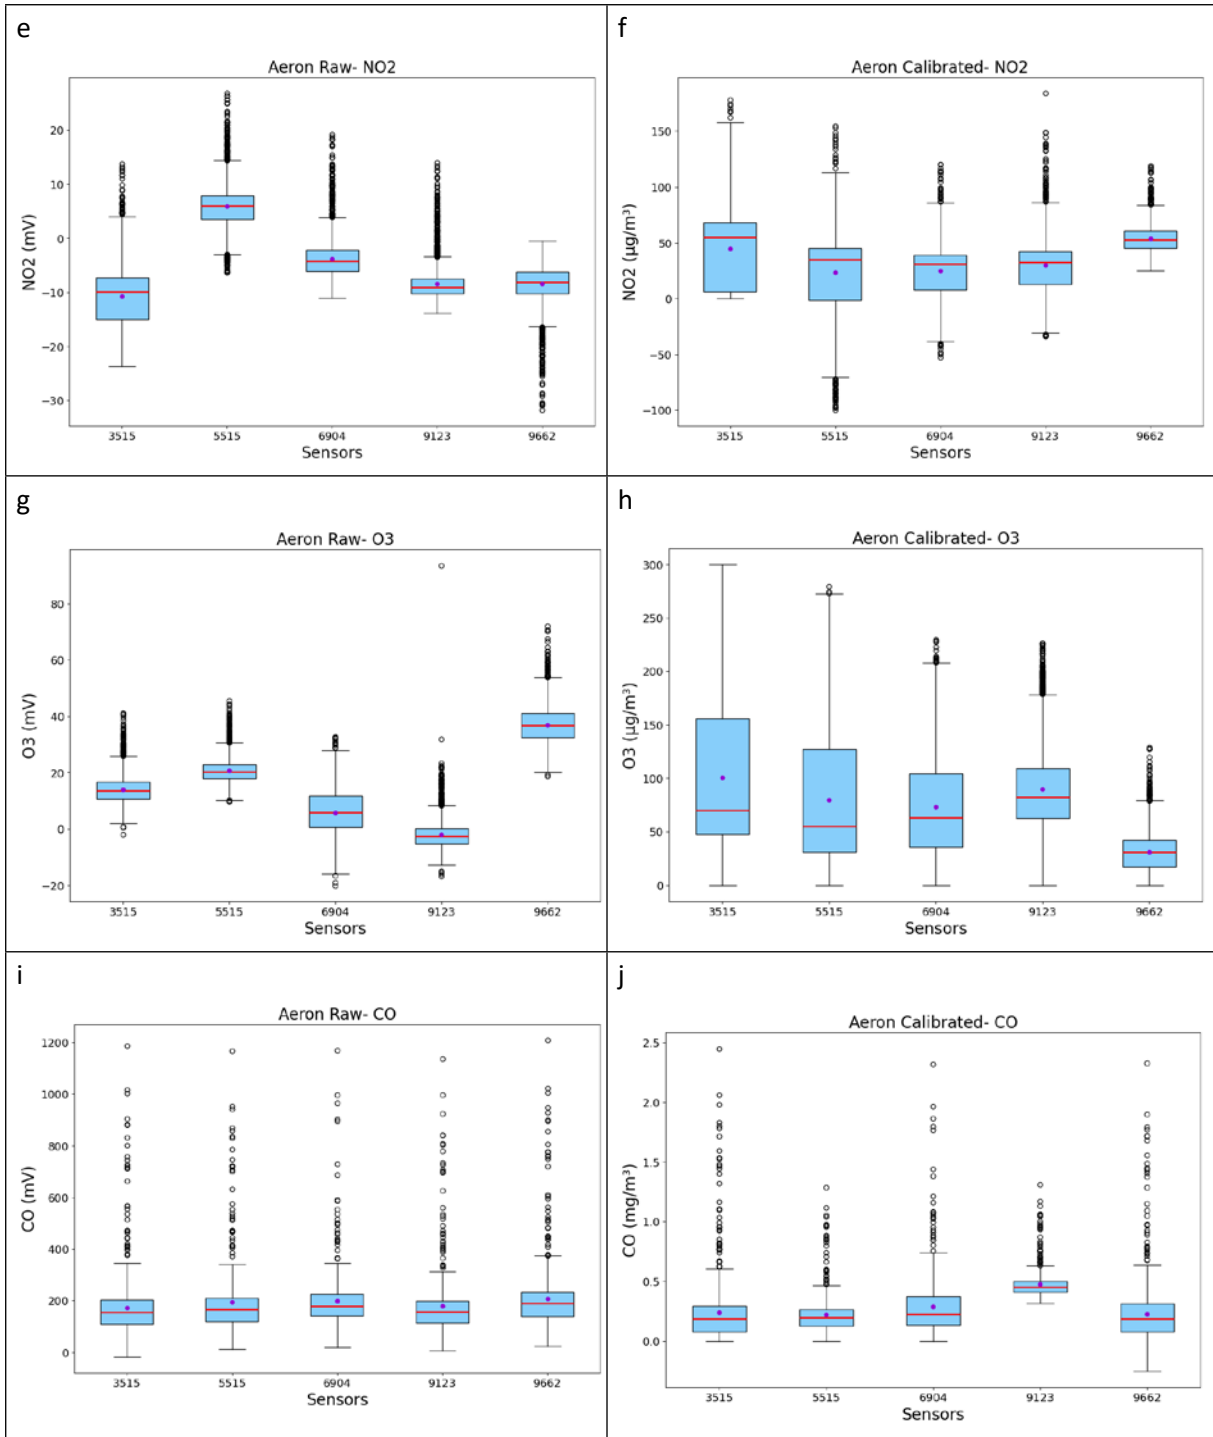 e
Aeron Raw- NO2
NO2 (mV)
20
10
0
−10
−20
−30
3515 5515 6904 9123 9662
Sensors
f
Aeron Calibrated- NO2
NO2 (µg/m³)
150
100
50
0
−50
−100
3515 5515 6904 9123 9662
Sensors
g
Aeron Raw- O3
O3 (mV)
80
60
40
20
0
−20
3515 5515 6904 9123 9662
Sensors
h
Aeron Calibrated- O3
O3 (µg/m³)
300
250
200
150
100
50
0
3515 5515 6904 9123 9662
Sensors
i
Aeron Raw- CO
CO (mV)
1200
1000
800
600
400
200
0
3515 5515 6904 9123 9662
Sensors
j
Aeron Calibrated- CO
CO (mg/m³)
2.5
2.0
1.5
1.0
0.5
0.0
3515 5515 6904 9123 9662
Sensors